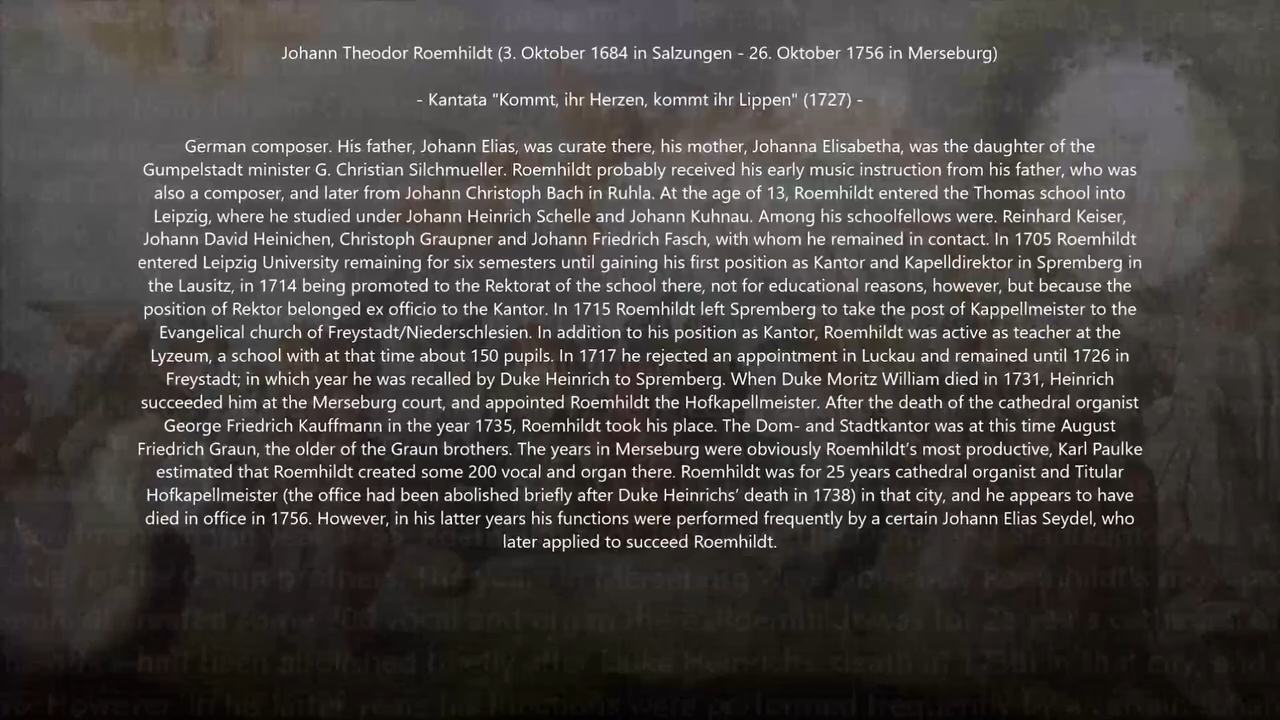 Johann Theodor Roemhildt (3. Oktober 1684 in Salzungen - 26. Oktober 1756 in Merseburg)
- Kantata "Kommt, ihr Herzen, kommt ihr Lippen" (1727) -
German composer. His father, Johann Elias, was curate there, his mother, Johanna Elisabetha, was the daughter of the
Gumpelstadt minister G. Christian Silchmueller. Roemhildt probably received his early music instruction from his father, who was
also a composer, and later from Johann Christoph Bach in Ruhla. At the age of 13, Roemhildt entered the Thomas school into
Leipzig, where he studied under Johann Heinrich Schelle and Johann Kuhnau. Among his schoolfellows were. Reinhard Keiser,
Johann David Heinichen, Christoph Graupner and Johann Friedrich Fasch, with whom he remained in contact. In 1705 Roemhildt
entered Leipzig University remaining for six semesters until gaining his first position as Kantor and Kapelldirektor in Spremberg in
the Lausitz, in 1714 being promoted to the Rektorat of the school there, not for educational reasons, however, but because the
position of Rektor belonged ex officio to the Kantor. In 1715 Roemhildt left Spremberg to take the post of Kappellmeister to the
Evangelical church of Freystadt/Niederschlesien. In addition to his position as Kantor, Roemhildt was active as teacher at the
Lyzeum, a school with at that time about 150 pupils. In 1717 he rejected an appointment in Luckau and remained until 1726 in
Freystadt; in which year he was recalled by Duke Heinrich to Spremberg. When Duke Moritz William died in 1731, Heinrich
succeeded him at the Merseburg court, and appointed Roemhildt the Hofkapellmeister. After the death of the cathedral organist
George Friedrich Kauffmann in the year 1735, Roemhildt took his place. The Dom- and Stadtkantor was at this time August
Friedrich Graun, the older of the Graun brothers. The years in Merseburg were obviously Roemhildt's most productive, Karl Paulke
estimated that Roemhildt created some 200 vocal and organ there. Roemhildt was for 25 years cathedral organist and Titular
Hofkapellmeister (the office had been abolished briefly after Duke Heinrichs' death in 1738) in that city, and he appears to have
died in office in 1756. However, in his latter years his functions were performed frequently by a certain Johann Elias Seydel, who
later applied to succeed Roemhildt.